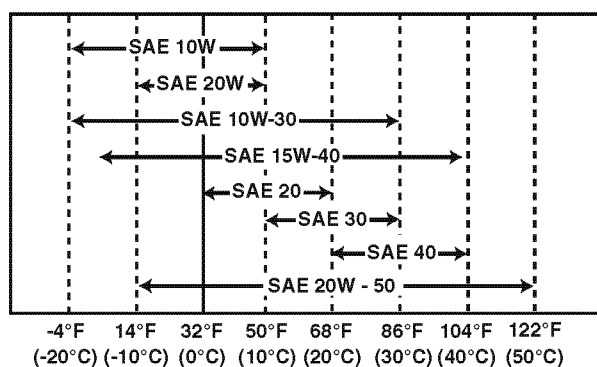 SAE 10W
SAE 20W
SAE 10W-30
SAE 15W-40
SAE 20
SAE 30
SAE 40
SAE 20W - 50
-4°F 14°F 32°F 50°F 68°F 86°F 104°F 122°F
(-20°C) (-10°C) (0°C) (10°C) (20°C) (30°C) (40°C) (50°C)